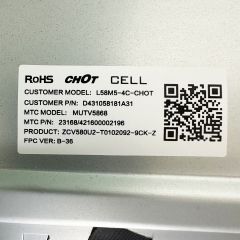 RoHS CHOT CELL
CUSTOMER MODEL: L58M5-4C-CHOT
CUSTOMER P/N: D431058181A31
MTC MODEL: MUTV5868
MTC P/N: 23168/421600002196
PRODUCT: ZCV580U2-T0102092-9CK-Z
FPC VER: B-36